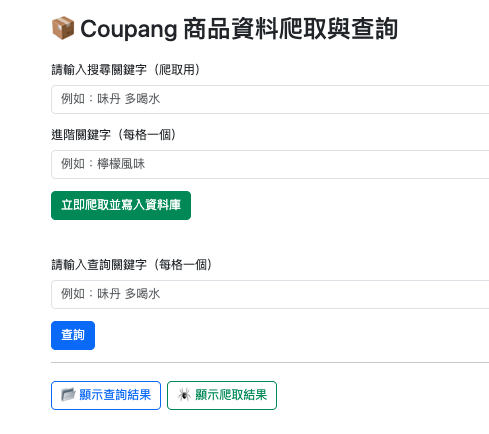 Coupang 商品資料爬取與查詢
請輸入搜尋關鍵字（爬取用）
例如：味丹 多喝水
進階關鍵字（每格一個）
例如：檸檬風味
立即爬取並寫入資料庫
請輸入查詢關鍵字（每格一個）
例如：味丹 多喝水
查詢
顯示查詢結果
顯示爬取結果